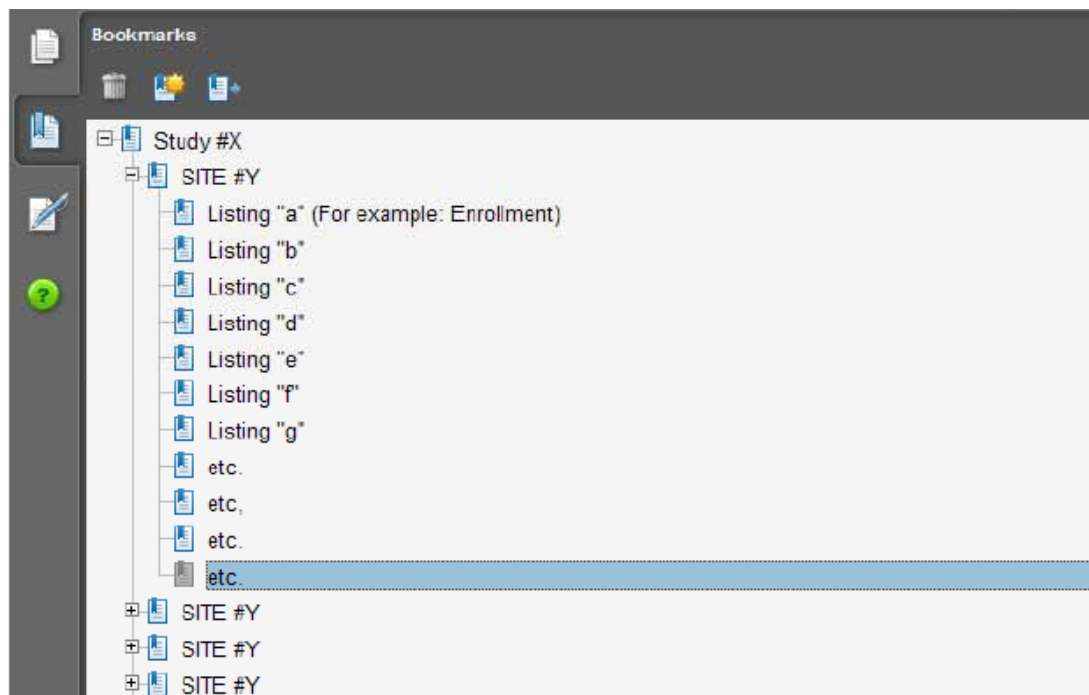 Bookmarks
Study #X
SITE #Y
Listing "a" (For example: Enrollment)
Listing "b"
Listing "c"
Listing "d"
Listing "e"
Listing "f"
Listing "g"
etc.
etc,
etc.
etc.
SITE #Y
SITE #Y
SITE #Y